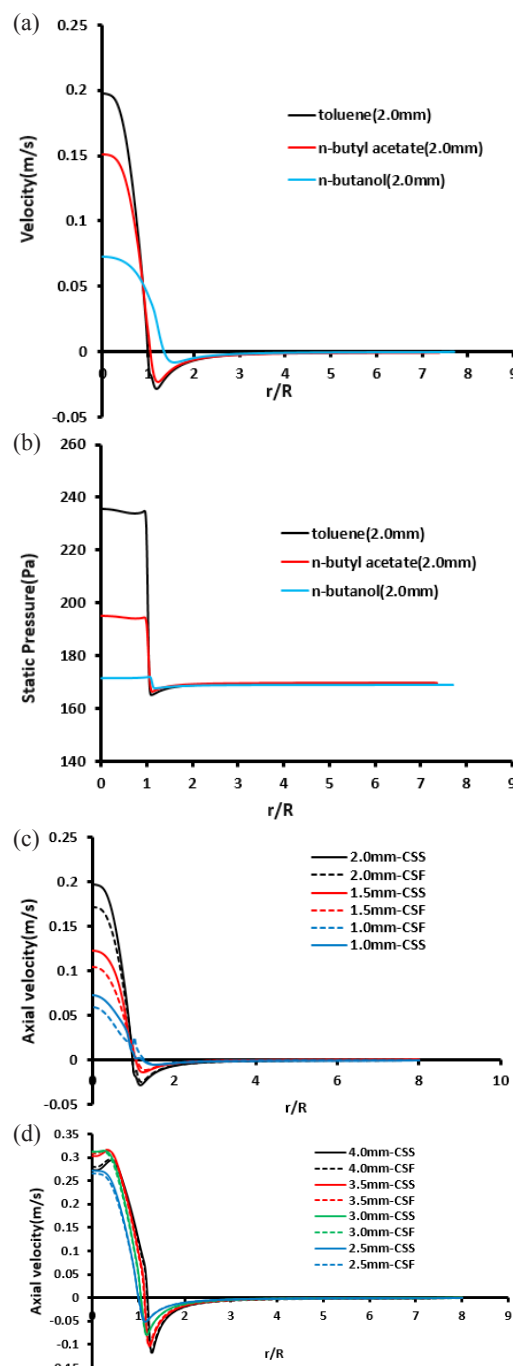 (a)
0.25
0.2
0.15
0.1
0.05
0
-0.05
Velocity(m/s)
toluene(2.0mm)
n-butyl acetate(2.0mm)
n-butanol(2.0mm)
0 1 2 3 4 5 6 7 8 9
r/R
(b)
260
240
220
200
180
160
140
Static Pressure(Pa)
toluene(2.0mm)
n-butyl acetate(2.0mm)
n-butanol(2.0mm)
0 1 2 3 4 5 6 7 8 9
r/R
(c)
0.25
0.2
0.15
0.1
0.05
0
-0.05
Axial velocity(m/s)
2.0mm-CSS
2.0mm-CSF
1.5mm-CSS
1.5mm-CSF
1.0mm-CSF
1.0mm-CSS
0 2 4 6 8 10
r/R
(d)
0.35
0.3
0.25
0.2
0.15
0.1
0.05
0
-0.05
-0.1
-0.15
Axial velocity(m/s)
4.0mm-CSS
4.0mm-CSF
3.5mm-CSS
3.5mm-CSF
3.0mm-CSS
3.0mm-CSF
2.5mm-CSS
2.5mm-CSF
0 1 2 3 4 5 6 7 8 9
r/R